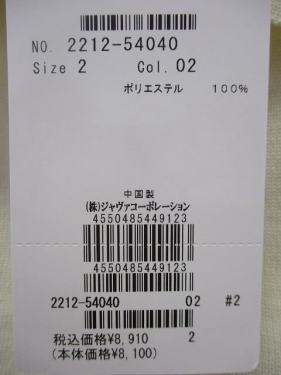 NO. 2212-54040
Size 2 Col. 02
ポリエステル 100%
中国製
(株)ジャヴァコーポレーション
4550485449123
4550485449123
2212-54040 02 #2
税込価格¥8,910 2
(本体価格¥8,100)